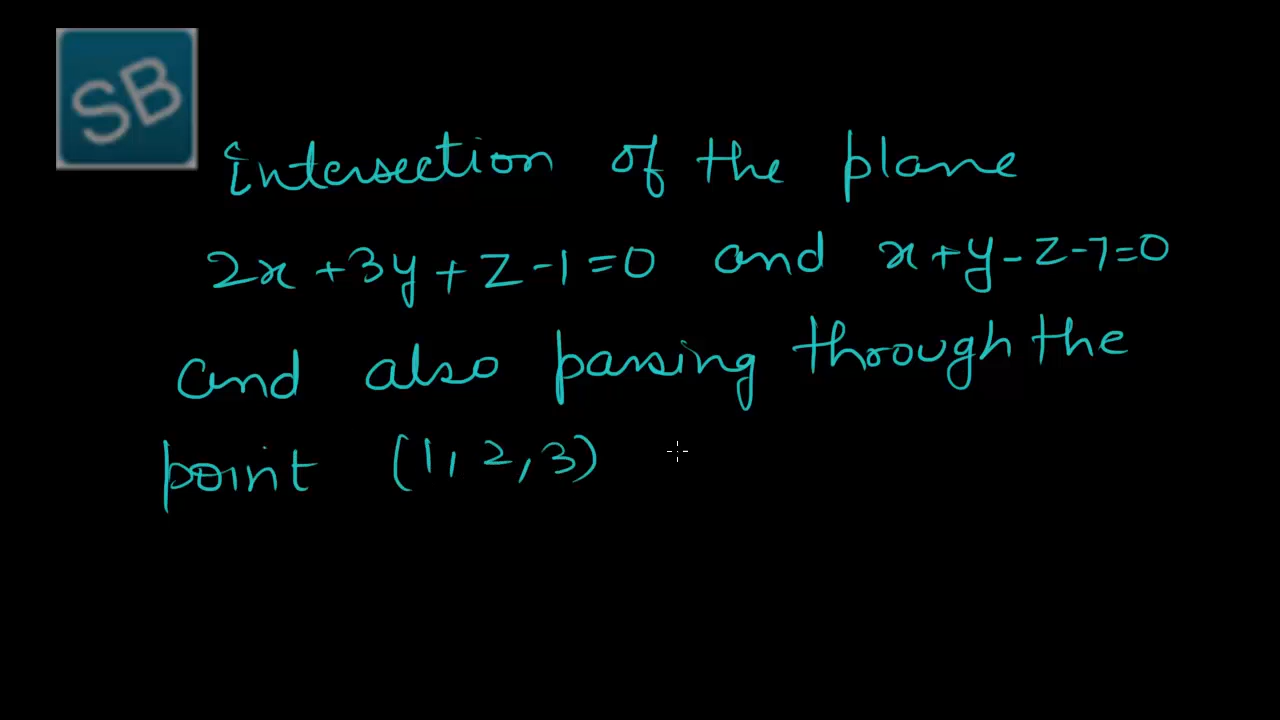 SB
Intersection of the plane
2x+3y+z-1=0 and x+y-z-7=0
and also passing through the
point (1, 2, 3)